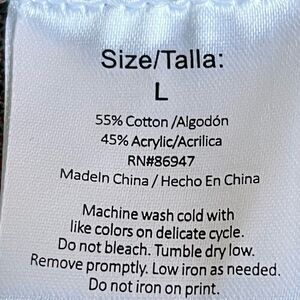 Size/Talla:
L
55% Cotton /Algodón
45% Acrylic/Acrilica
RN#86947
MadeIn China / Hecho En China
Machine wash cold with
like colors on delicate cycle.
Do not bleach. Tumble dry low.
Remove promptly. Low iron as needed.
Do not iron on print.